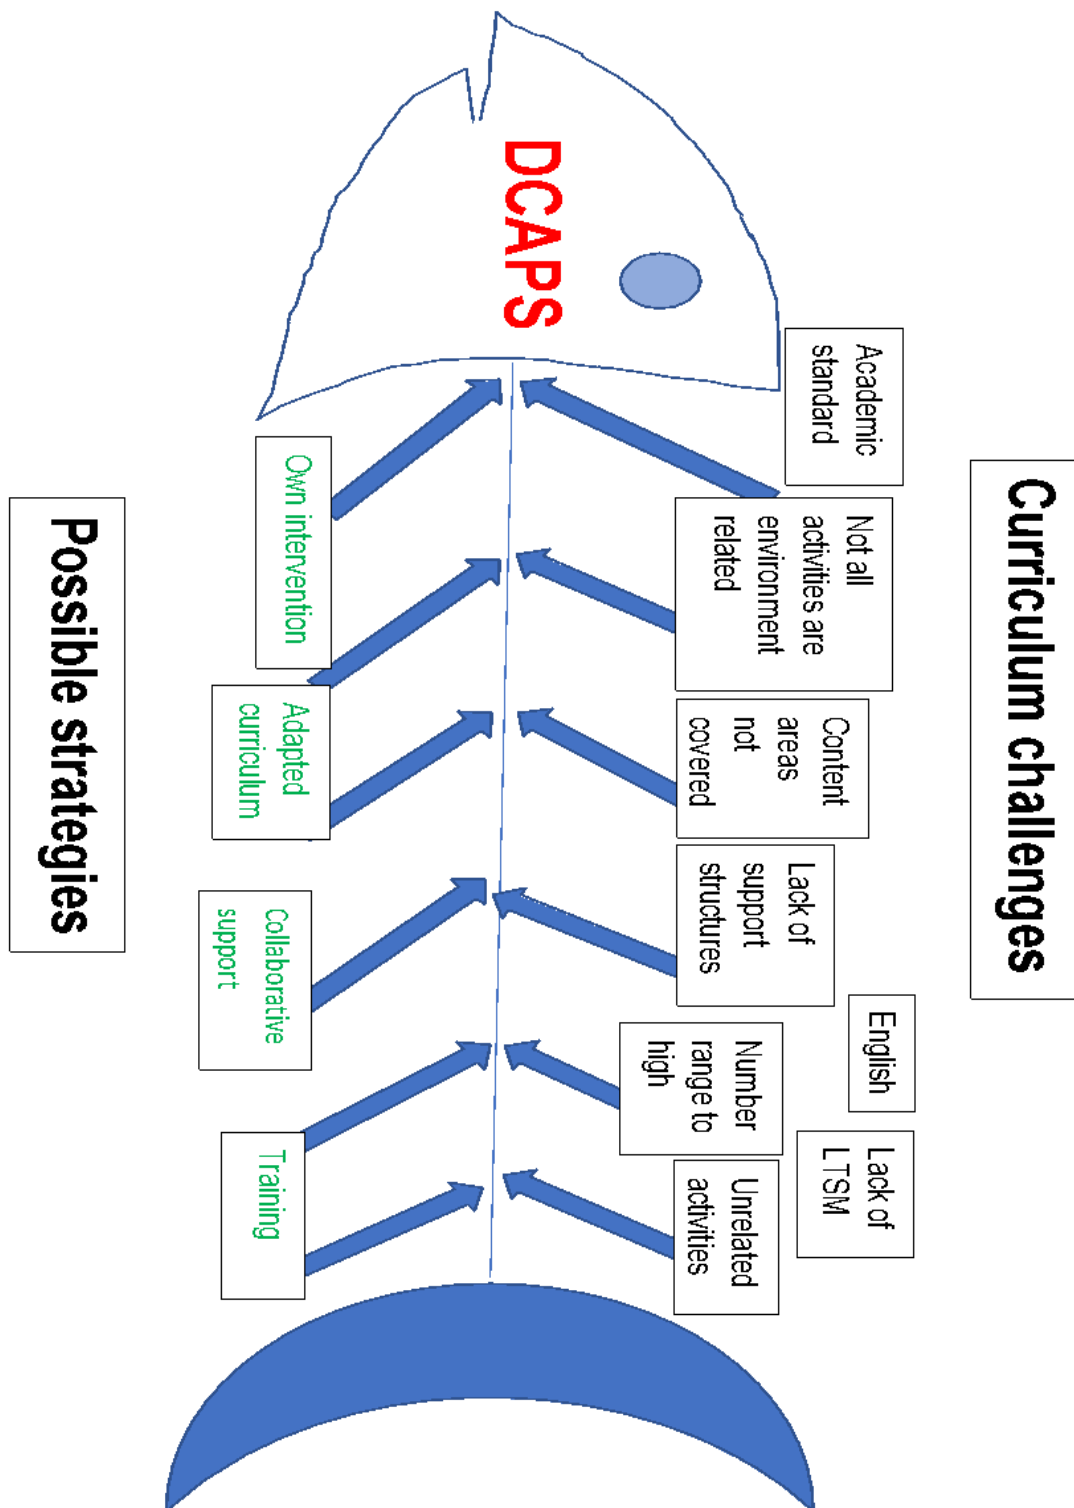 Curriculum challenges
Academic
standard
Not all
activities are
environment
related
Content
areas
not
covered
Lack of
support
structures
English
Number
range to
high
Lack of
LTSM
Unrelated
activities
DCAPS
Own intervention
Adapted
curriculum
Collaborative
support
Training
Possible strategies